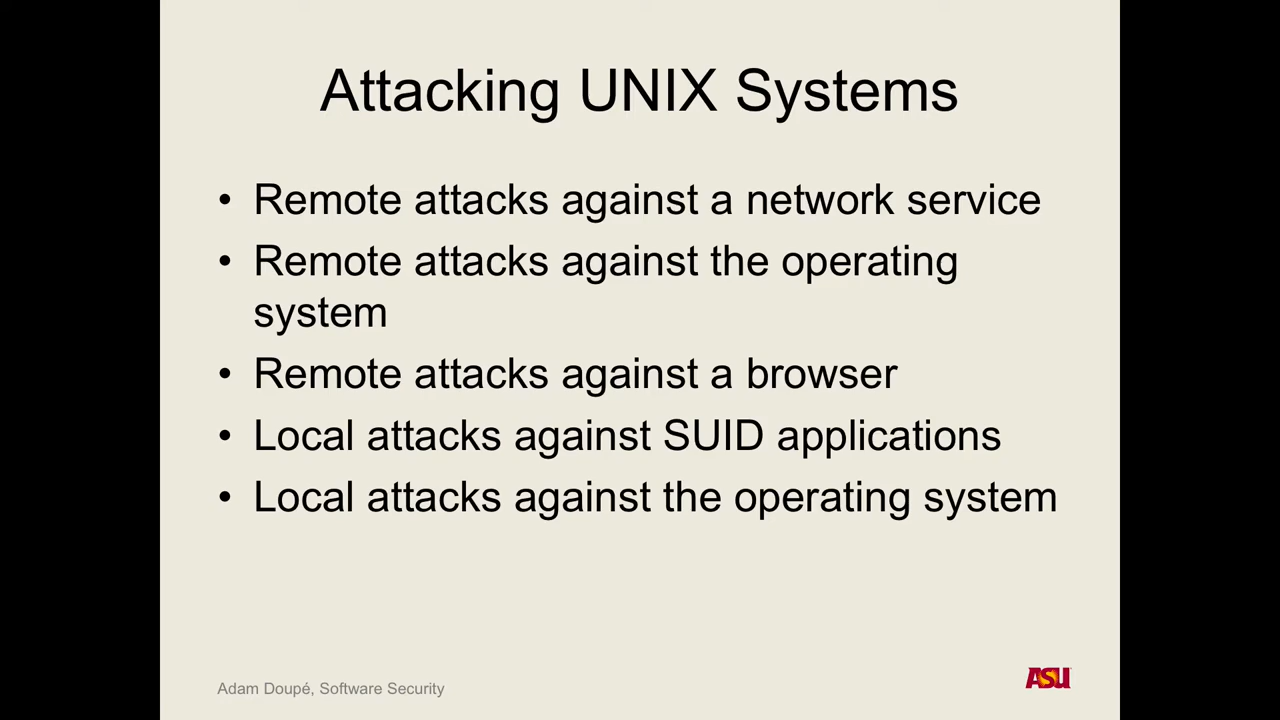 Attacking UNIX Systems
• Remote attacks against a network service
• Remote attacks against the operating
system
• Remote attacks against a browser
• Local attacks against SUID applications
• Local attacks against the operating system
Adam Doupé, Software Security
ASU